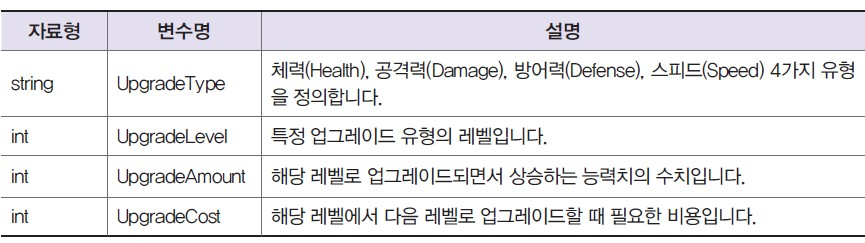 자료형 변수명 설명
string UpgradeType 체력(Health), 공격력(Damage), 방어력(Defense), 스피드(Speed) 4가지 유형
을 정의합니다.
int UpgradeLevel 특정 업그레이드 유형의 레벨입니다.
int UpgradeAmount 해당 레벨로 업그레이드되면서 상승하는 능력치의 수치입니다.
int UpgradeCost 해당 레벨에서 다음 레벨로 업그레이드할 때 필요한 비용입니다.